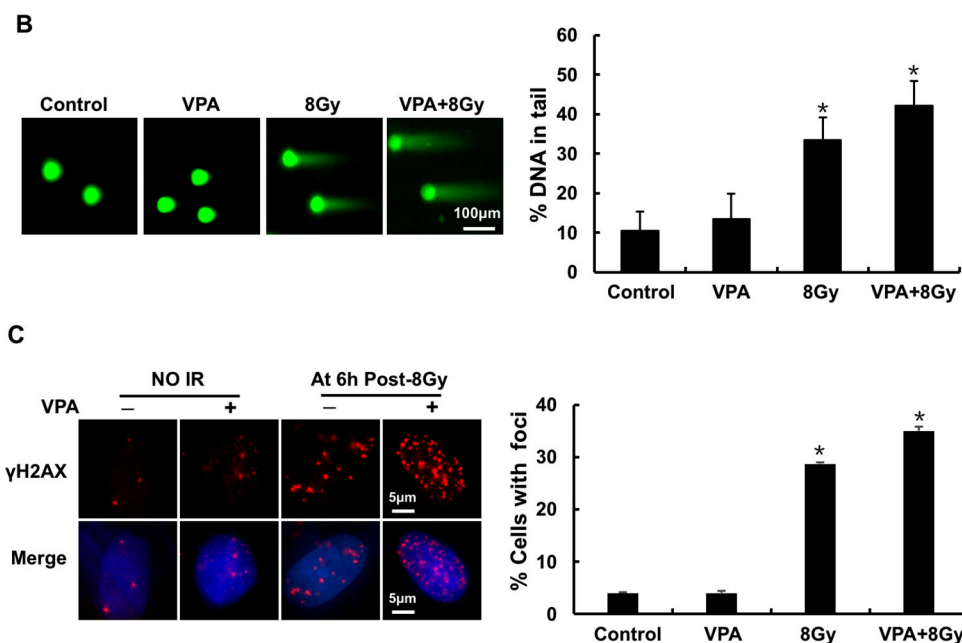 B
Control VPA 8Gy VPA+8Gy
100μm
% DNA in tail
60
50
40
30
20
10
0
* *
Control VPA 8Gy VPA+8Gy
C
NO IR At 6h Post-8Gy
VPA — + — +
γH2AX
5μm
Merge
5μm
% Cells with foci
40
30
20
10
0
* *
Control VPA 8Gy VPA+8Gy